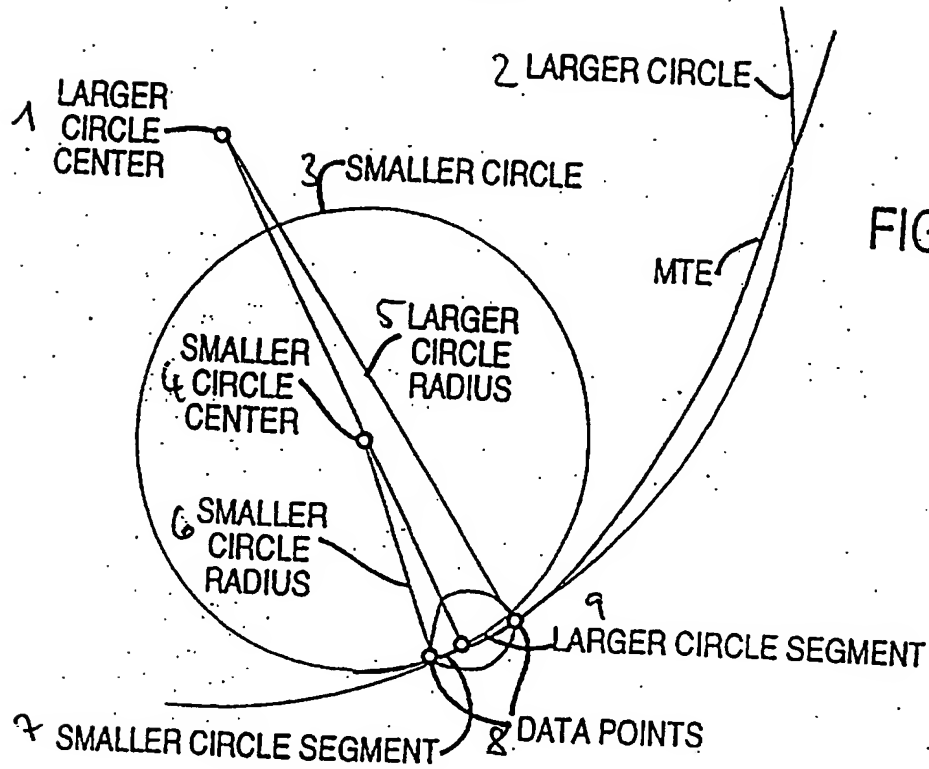 2 LARGER CIRCLE
1 LARGER
CIRCLE
CENTER
3 SMALLER CIRCLE
FIG
MTE
5 LARGER
CIRCLE
RADIUS
SMALLER
4 CIRCLE
CENTER
6 SMALLER
CIRCLE
RADIUS
9
LARGER CIRCLE SEGMENT
7 SMALLER CIRCLE SEGMENT
8 DATA POINTS